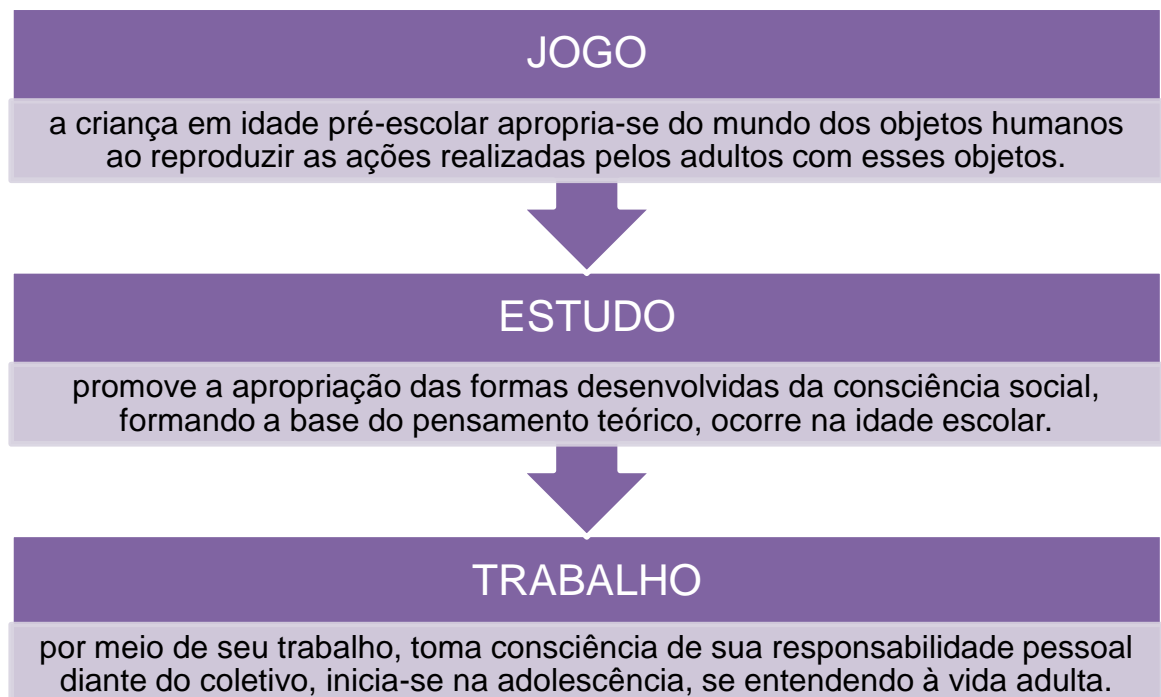 JOGO
a criança em idade pré-escolar apropria-se do mundo dos objetos humanos
ao reproduzir as ações realizadas pelos adultos com esses objetos.
ESTUDO
promove a apropriação das formas desenvolvidas da consciência social,
formando a base do pensamento teórico, ocorre na idade escolar.
TRABALHO
por meio de seu trabalho, toma consciência de sua responsabilidade pessoal
diante do coletivo, inicia-se na adolescência, se entendendo à vida adulta.